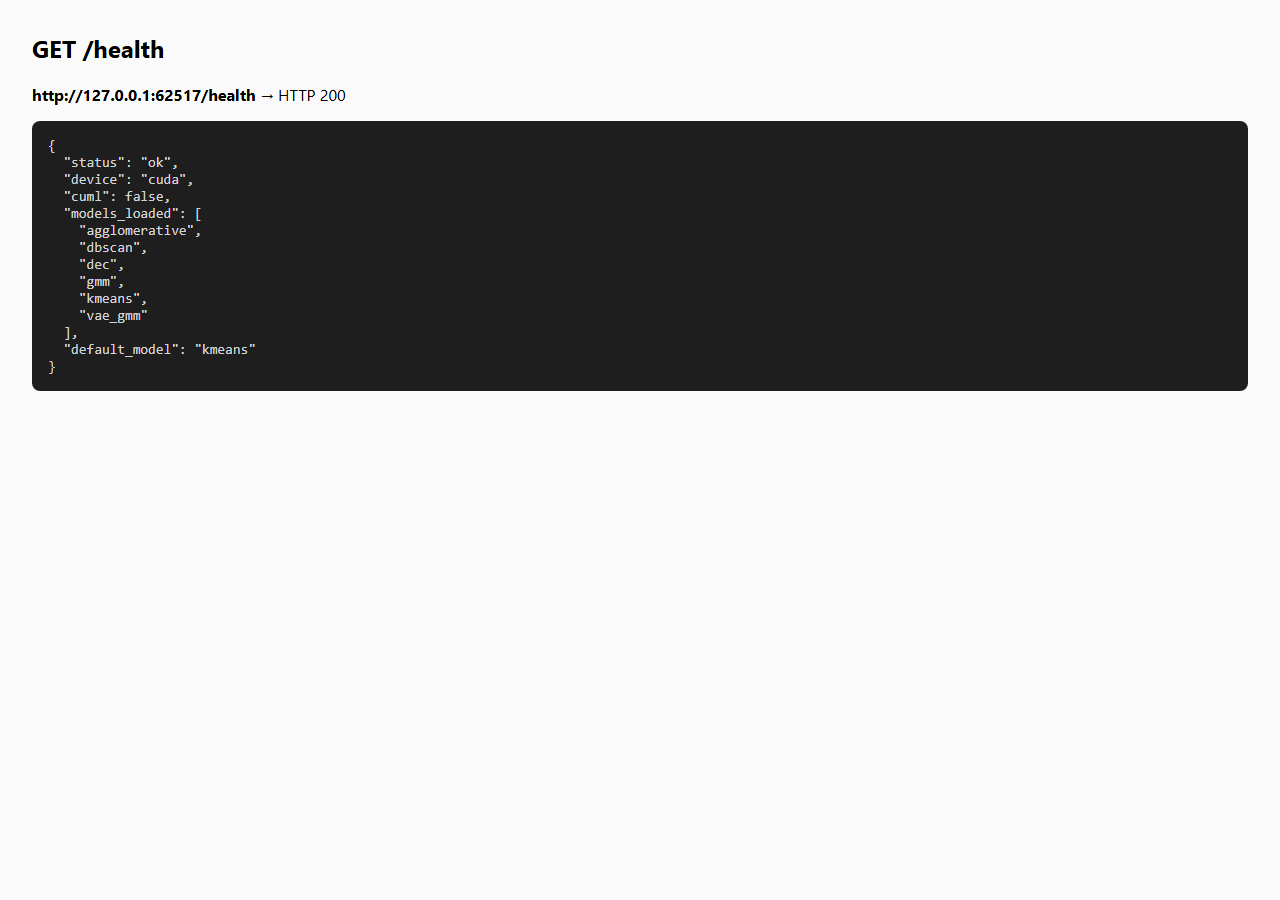 GET /health
http://127.0.0.1:62517/health → HTTP 200
{
  "status": "ok",
  "device": "cuda",
  "cuml": false,
  "models_loaded": [
    "agglomerative",
    "dbscan",
    "dec",
    "gmm",
    "kmeans",
    "vae_gmm"
  ],
  "default_model": "kmeans"
}